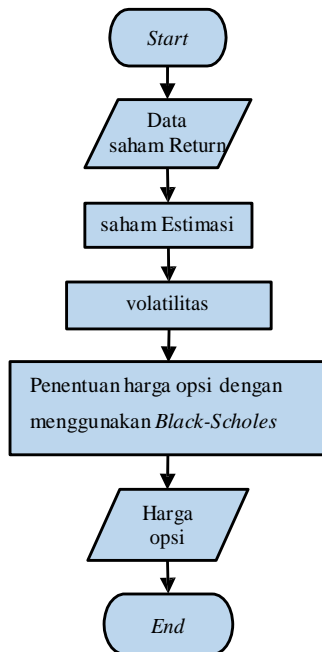 Start
Data
saham Return
saham Estimasi
volatilitas
Penentuan harga opsi dengan
menggunakan Black-Scholes
Harga
opsi
End